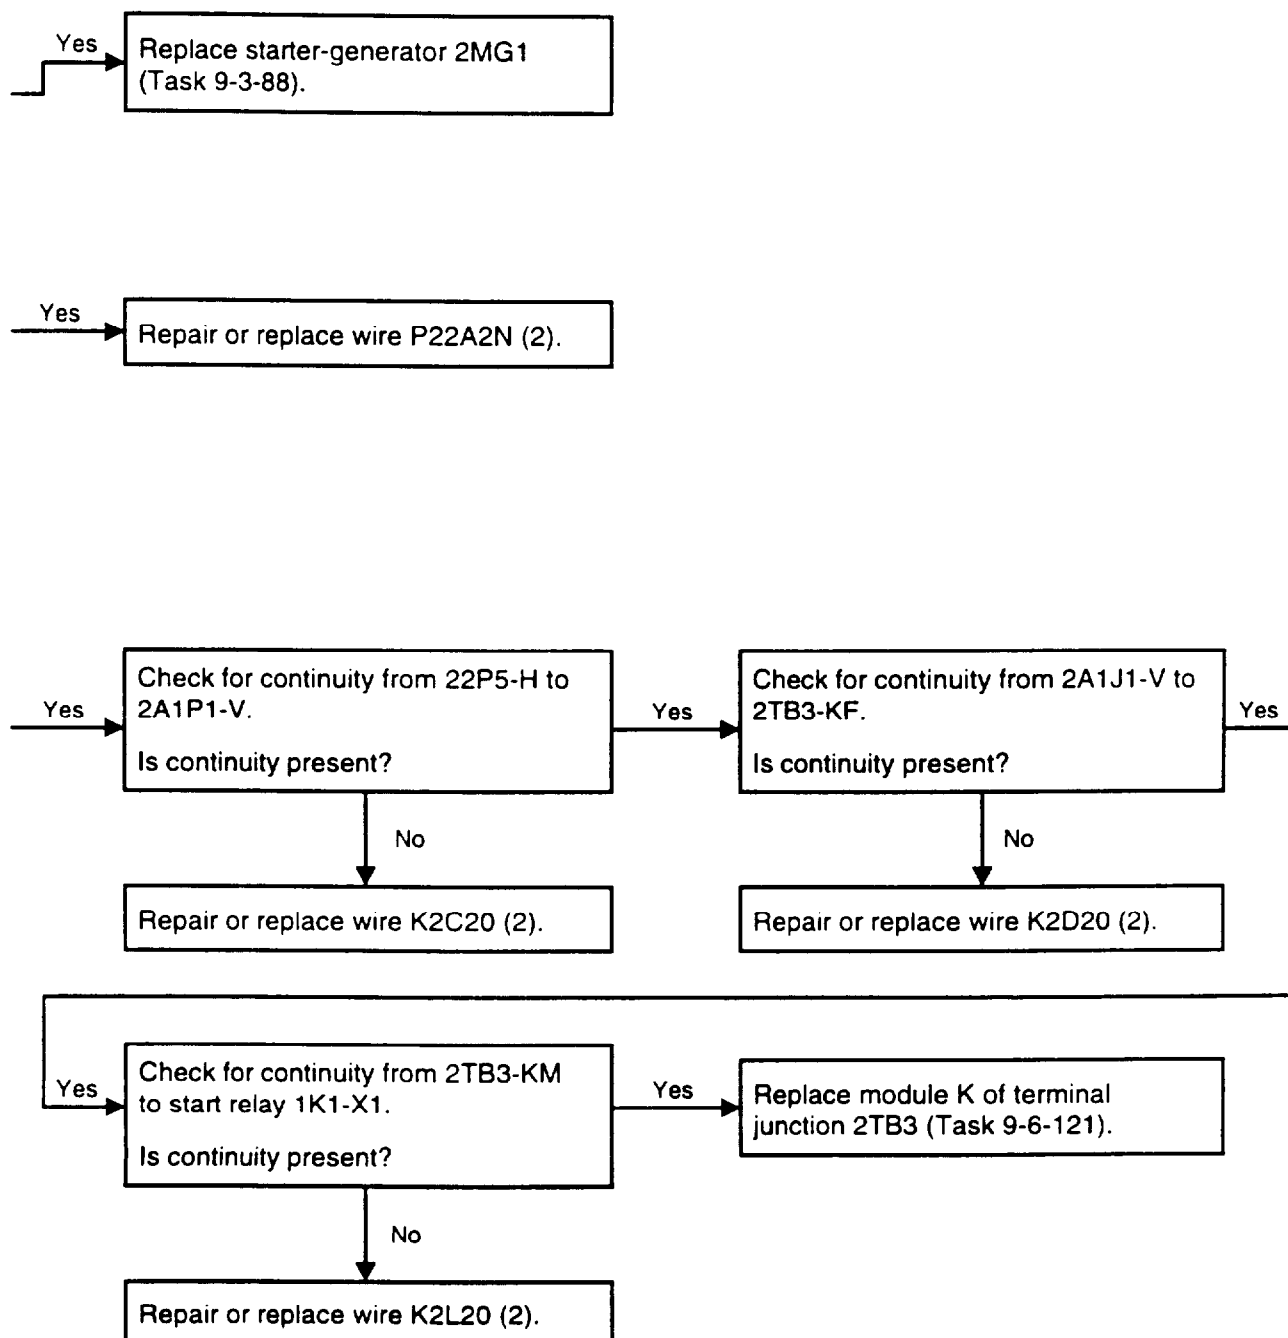 Yes
Replace starter-generator 2MG1
(Task 9-3-88).
Yes
Repair or replace wire P22A2N (2).
Yes
Check for continuity from 22P5-H to
2A1P1-V.
Is continuity present?
Yes
Check for continuity from 2A1J1-V to
2TB3-KF.
Is continuity present?
Yes
No
No
Repair or replace wire K2C20 (2).
Repair or replace wire K2D20 (2).
Yes
Check for continuity from 2TB3-KM
to start relay 1K1-X1.
Is continuity present?
Yes
Replace module K of terminal
junction 2TB3 (Task 9-6-121).
No
Repair or replace wire K2L20 (2).